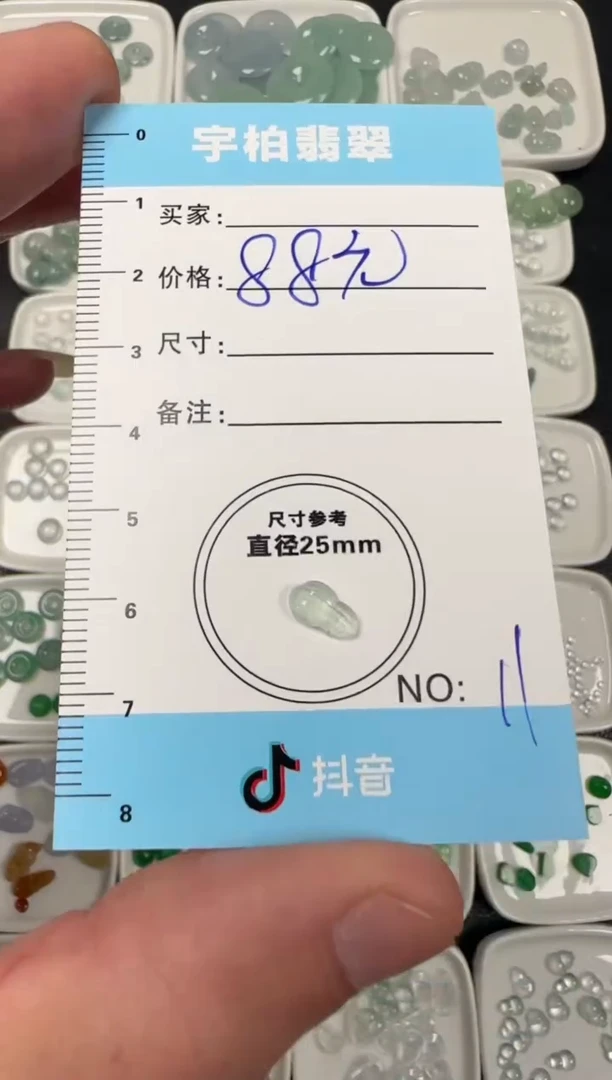 宇柏翡翠
0
1 买家:
2 价格: 88元
3 尺寸:
4 备注:
5
尺寸参考
直径25mm
6
NO: 11
7
抖音
8